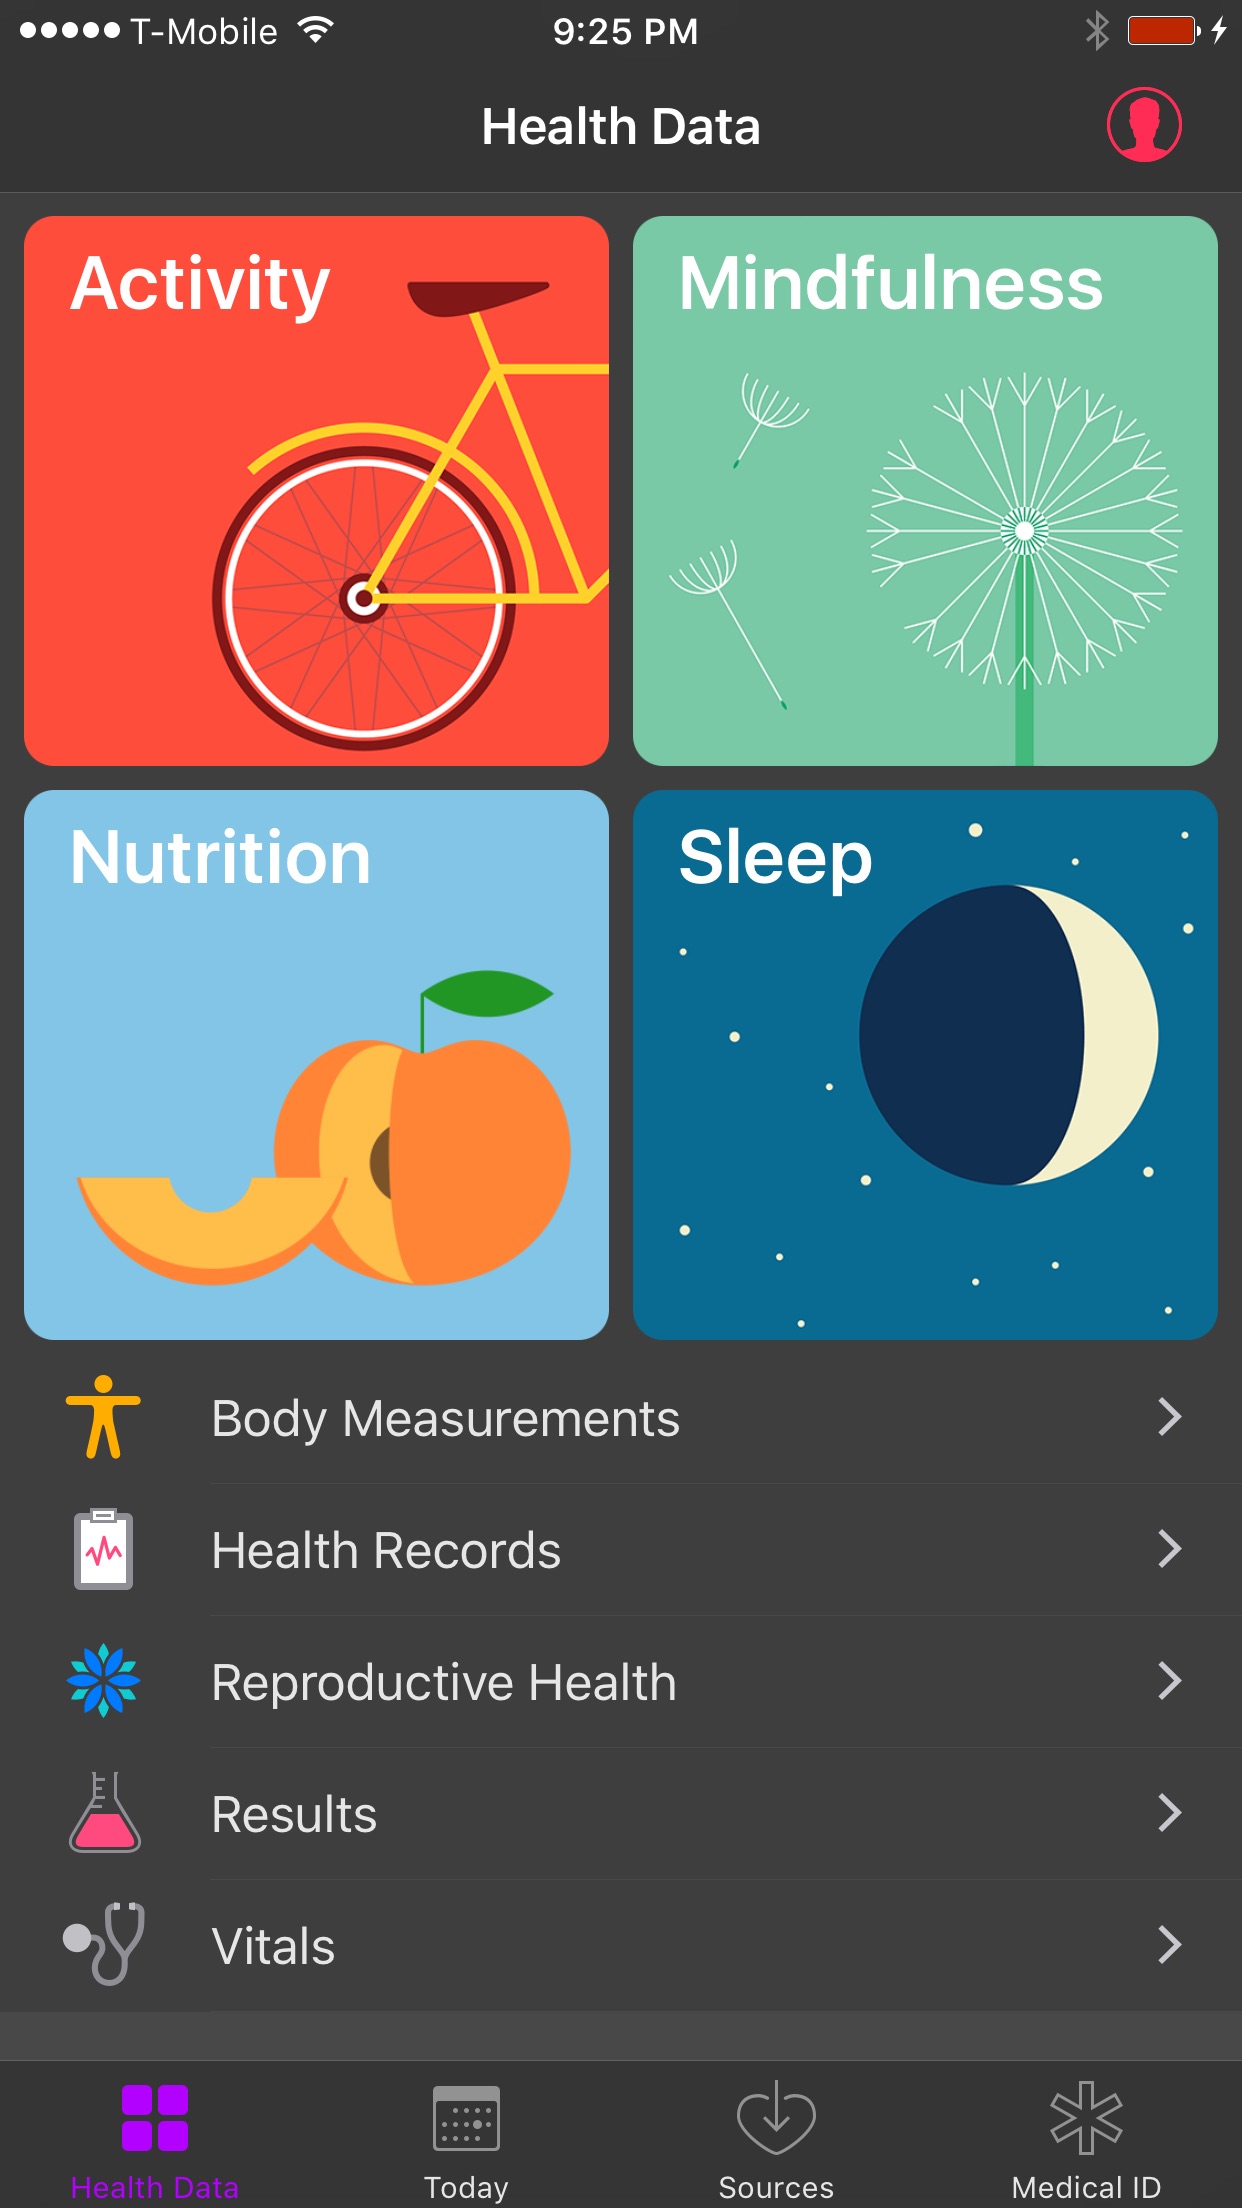 T-Mobile 9:25 PM
Health Data
Activity
Mindfulness
Nutrition
Sleep
Body Measurements
Health Records
Reproductive Health
Results
Vitals
Health Data
Today
Sources
Medical ID